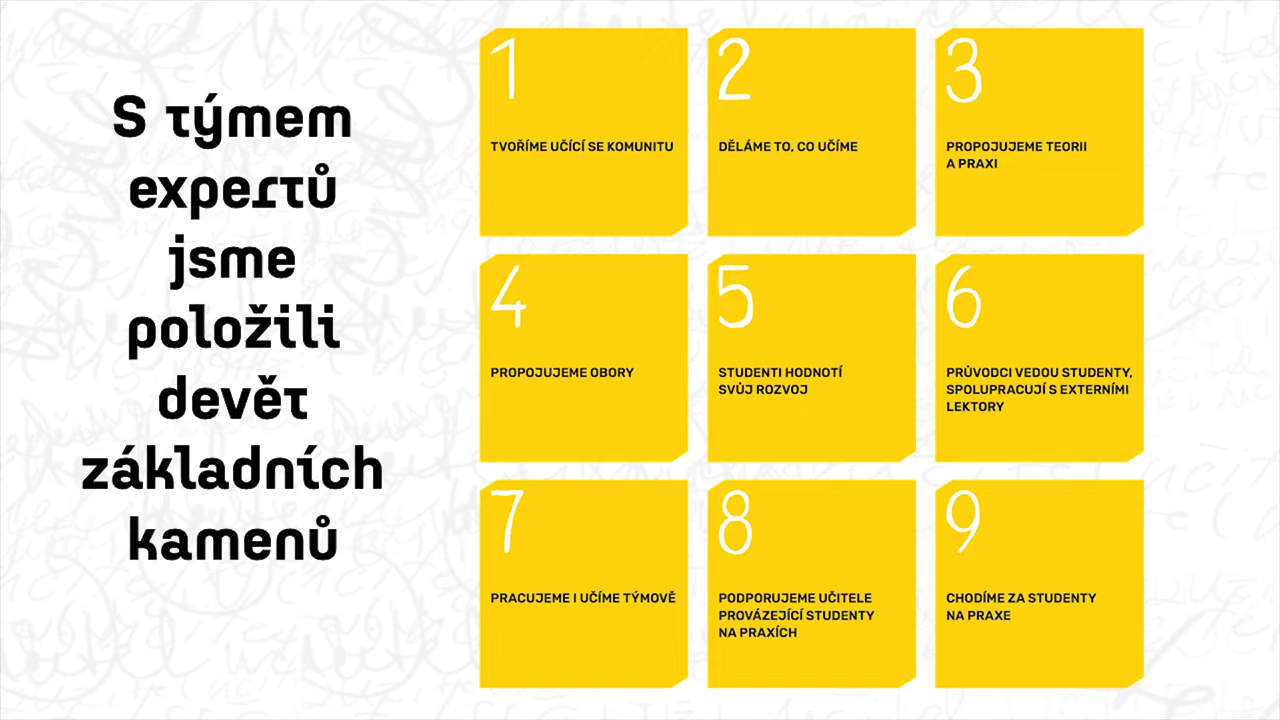 S týmem
expertů
jsme
položili
devět
základních
kamenů
1
TVOŘÍME UČÍCÍ SE KOMUNITU
2
DĚLÁME TO, CO UČÍME
3
PROPOJUJEME TEORII
A PRAXI
4
PROPOJUJEME OBORY
5
STUDENTI HODNOTÍ
SVŮJ ROZVOJ
6
PRŮVODCI VEDOU STUDENTY,
SPOLUPRACUJÍ S EXTERNÍMI
LEKTORY
7
PRACUJEME I UČÍME TÝMOVĚ
8
PODPORUJEME UČITELE
PROVÁZEJÍCÍ STUDENTY
NA PRAXÍCH
9
CHODÍME ZA STUDENTY
NA PRAXE